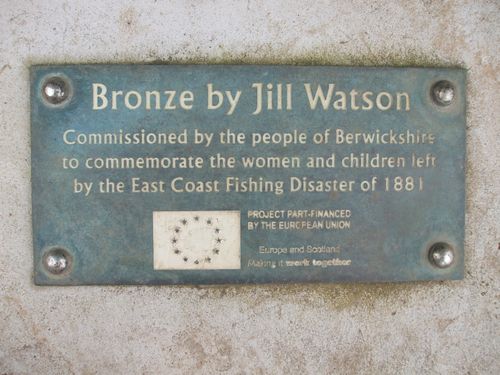 Bronze by Jill Watson
Commissioned by the people of Berwickshire
to commemorate the women and children left
by the East Coast Fishing Disaster of 1881
PROJECT PART-FINANCED
BY THE EUROPEAN UNION
Europe and Scotland
Making it work together